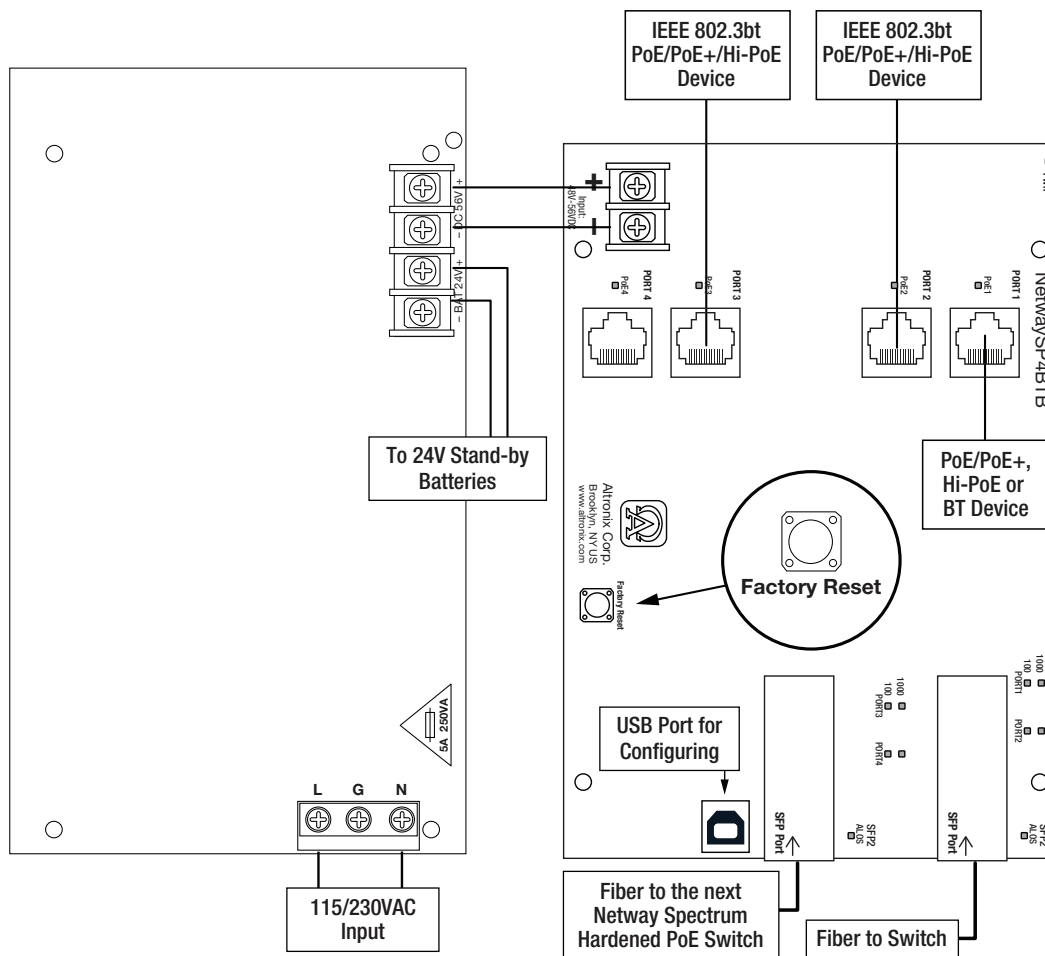 IEEE 802.3bt
PoE/PoE+/Hi-PoE
Device
IEEE 802.3bt
PoE/PoE+/Hi-PoE
Device
− DC 56V +
− BAT 24V +
+
−
Input:
48V-56VDC
PORT 4
PoE4
PORT 3
PoE3
PORT 2
PoE2
PORT 1
PoE1
NetwaySP4BTB
To 24V Stand-by
Batteries
PoE/PoE+,
Hi-PoE or
BT Device
Altronix Corp.
Brooklyn, NY US
www.altronix.com
Factory Reset
Factory Reset
5A 250VA
L G N
115/230VAC
Input
USB Port for
Configuring
SFP Port
SFP Port
1000
100
PORT3
PORT4
1000
100
PORT1
PORT2
SFP2
ALOS
ALOS
Fiber to the next
Netway Spectrum
Hardened PoE Switch
Fiber to Switch